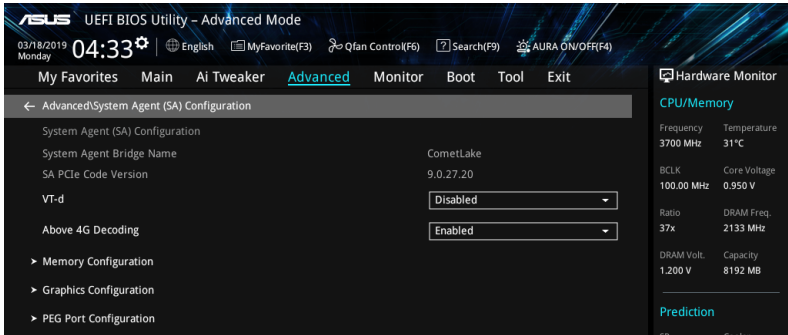 ASUS UEFI BIOS Utility – Advanced Mode
03/18/2019 Monday 04:33 English MyFavorite(F3) Qfan Control(F6) ? Search(F9) AURA ON/OFF(F4)
My Favorites Main Ai Tweaker Advanced Monitor Boot Tool Exit
← Advanced\System Agent (SA) Configuration
System Agent (SA) Configuration
System Agent Bridge Name CometLake
SA PCIe Code Version 9.0.27.20
VT-d Disabled
Above 4G Decoding Enabled
> Memory Configuration
> Graphics Configuration
> PEG Port Configuration
Hardware Monitor
CPU/Memory
Frequency Temperature
3700 MHz 31°C
BCLK Core Voltage
100.00 MHz 0.950 V
Ratio DRAM Freq.
37x 2133 MHz
DRAM Volt. Capacity
1.200 V 8192 MB
Prediction